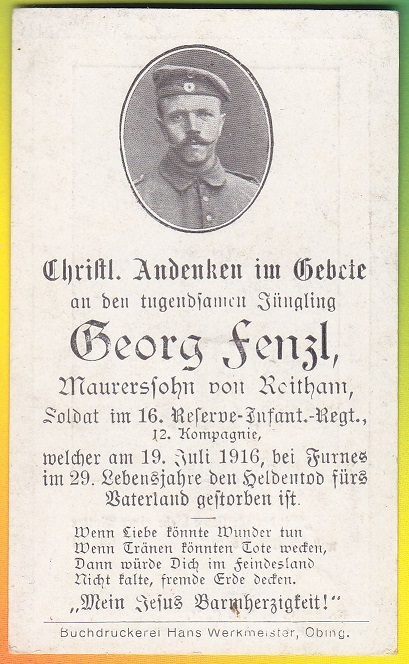 Christl. Andenken im Gebete
an den tugendsamen Jüngling
Georg Fenzl,
Maurerssohn von Roitham,
Soldat im 16. Reserve-Infant.-Regt.,
12. Kompagnie,
welcher am 19. Juli 1916, bei Furnes
im 29. Lebensjahre den Heldentod fürs
Vaterland gestorben ist.
Wenn Liebe könnte Wunder tun
Wenn Tränen könnten Tote wecken,
Dann würde Dich im Feindesland
Nicht kalte, fremde Erde decken.
„Mein Jesus Barmherzigkeit!"
Buchdruckerei Hans Werkmeister, Obing.